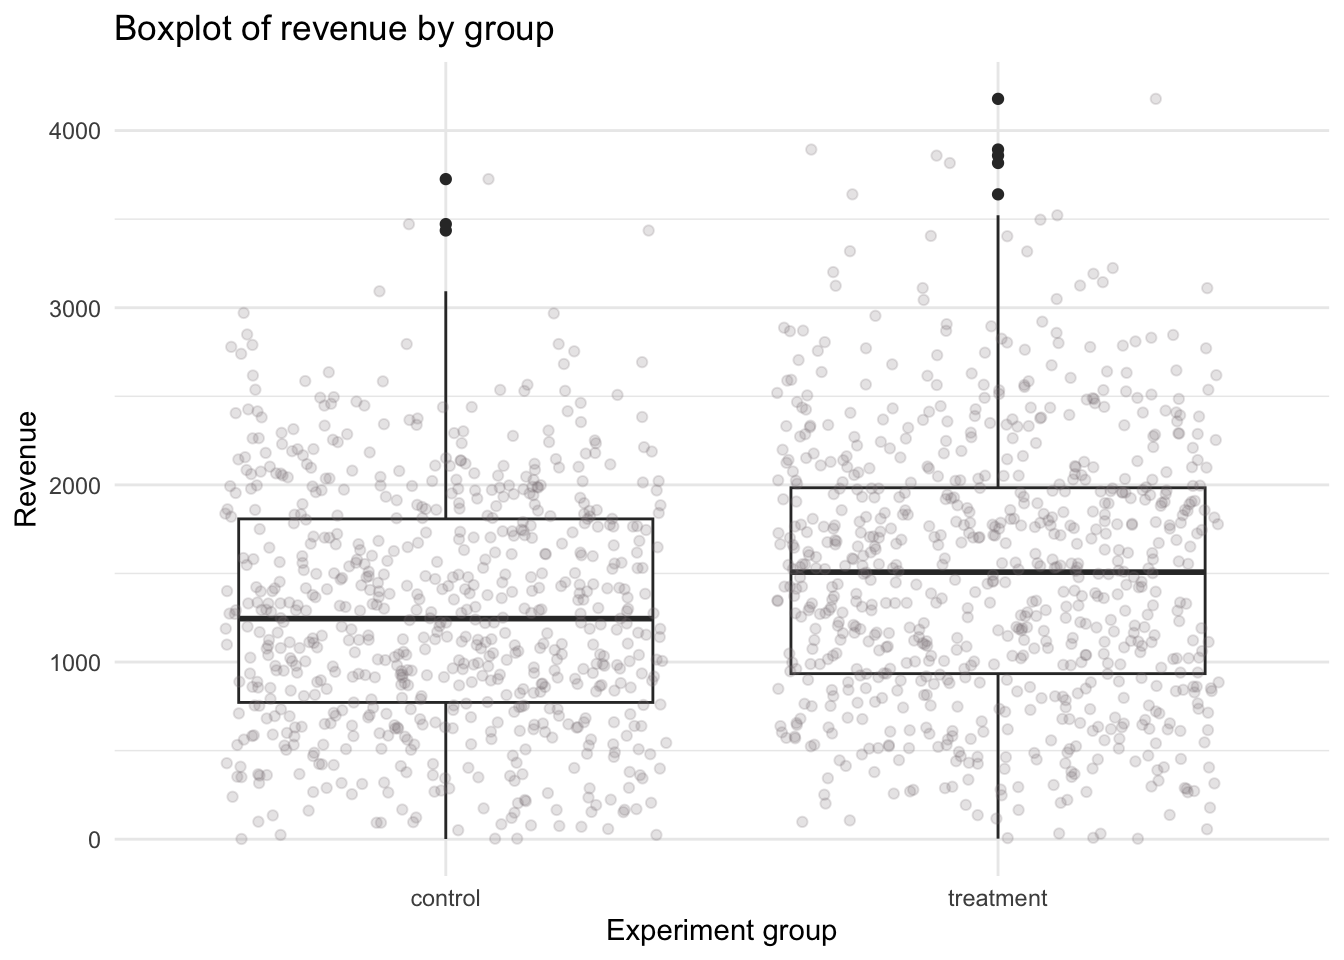 Boxplot of revenue by group
4000
3000
2000
1000
0
Revenue
control
treatment
Experiment group